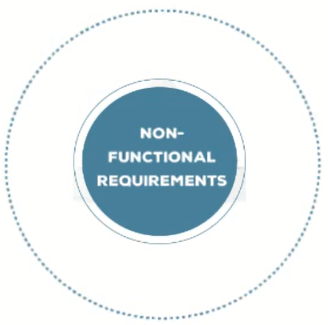 NON-
FUNCTIONAL
REQUIREMENTS